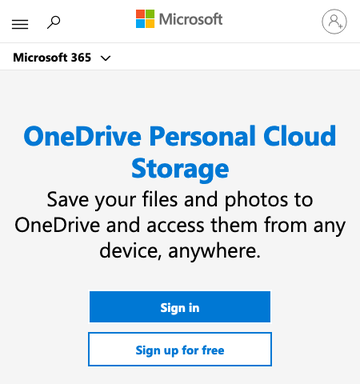 Microsoft
Microsoft 365
OneDrive Personal Cloud
Storage
Save your files and photos to
OneDrive and access them from any
device, anywhere.
Sign in
Sign up for free